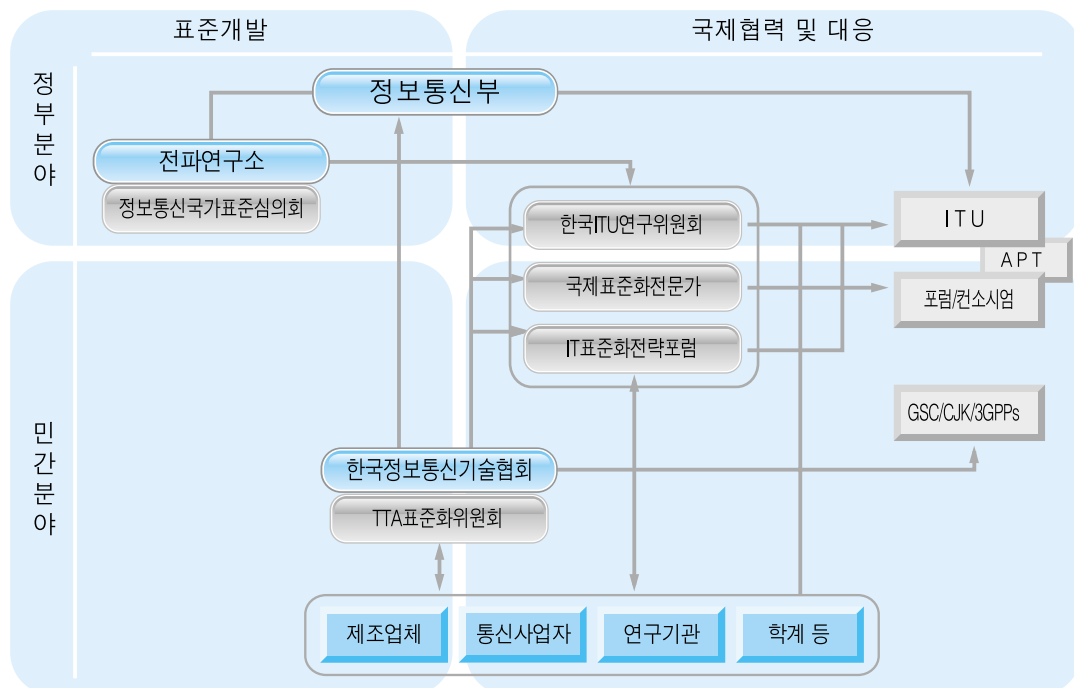 표준개발
국제협력 및 대응
정부분야
정보통신부
전파연구소
정보통신국가표준심의회
한국ITU연구위원회
국제표준화전문가
IT표준화전략포럼
ITU
APT
포럼/컨소시엄
GSC/CJK/3GPPs
민간분야
한국정보통신기술협회
TTA표준화위원회
제조업체
통신사업자
연구기관
학계 등